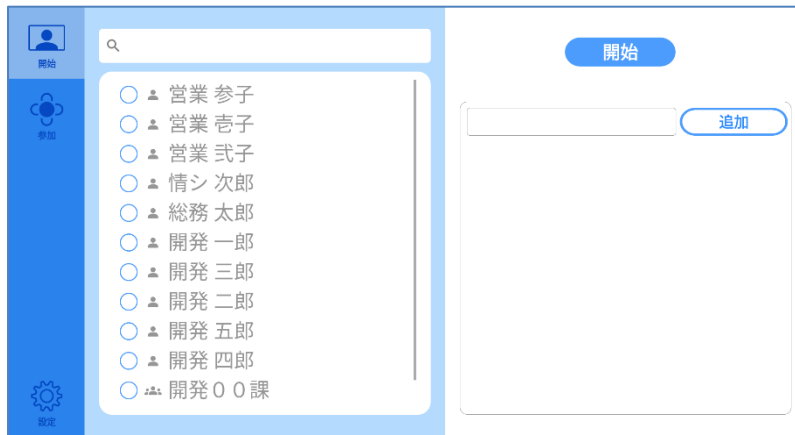 開始
参加
設定
営業 参子
営業 壱子
営業 弐子
情シ 次郎
総務 太郎
開発 一郎
開発 三郎
開発 二郎
開発 五郎
開発 四郎
開発００課
開始
追加